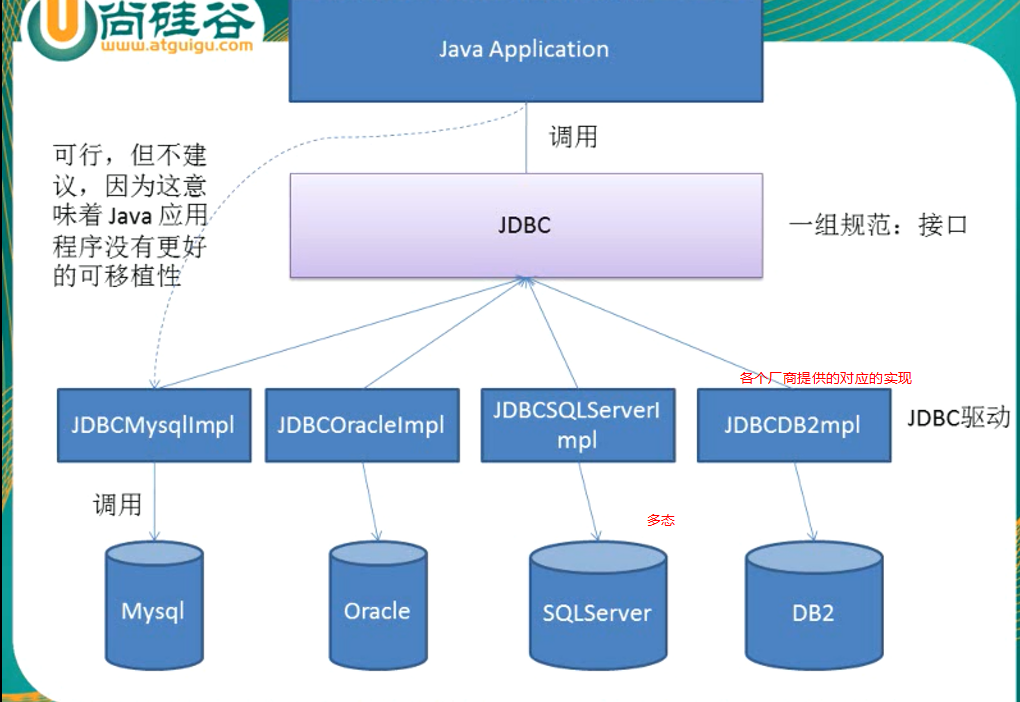 尚硅谷
www.atguigu.com
Java Application
调用
可行，但不建
议，因为这意
味着 Java 应用
程序没有更好
的可移植性
JDBC
一组规范：接口
各个厂商提供的对应的实现
JDBCMysqlImpl
JDBCOracleImpl
JDBCSQLServerI
mpl
JDBCDB2mpl
JDBC驱动
调用
多态
Mysql
Oracle
SQLServer
DB2